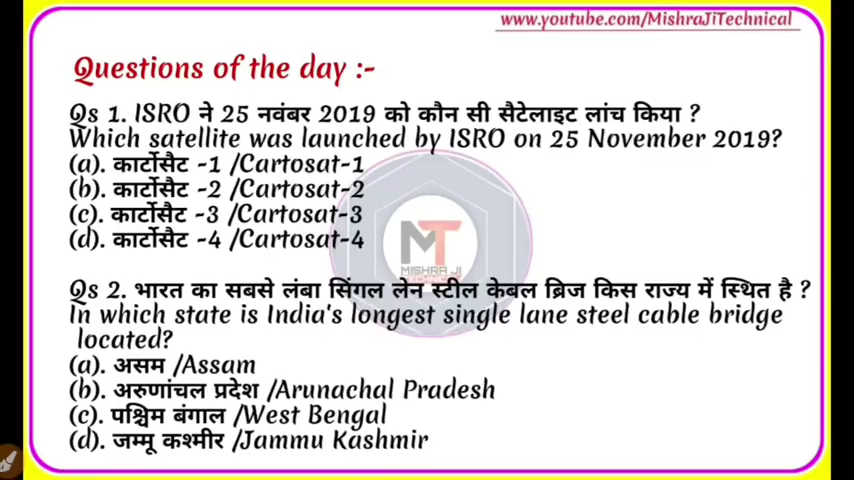 www.youtube.com/MishraJiTechnical
Questions of the day :-
Qs 1. ISRO ने 25 नवंबर 2019 को कौन सी सैटेलाइट लांच किया ?
Which satellite was launched by ISRO on 25 November 2019?
(a). कार्टोसैट -1 /Cartosat-1
(b). कार्टोसैट -2 /Cartosat-2
(c). कार्टोसैट -3 /Cartosat-3
(d). कार्टोसैट -4 /Cartosat-4
MT
MISHRA JI
TECHNICAL
Qs 2. भारत का सबसे लंबा सिंगल लेन स्टील केबल ब्रिज किस राज्य में स्थित है ?
In which state is India's longest single lane steel cable bridge
located?
(a). असम /Assam
(b). अरुणांचल प्रदेश /Arunachal Pradesh
(c). पश्चिम बंगाल /West Bengal
(d). जम्मू कश्मीर /Jammu Kashmir